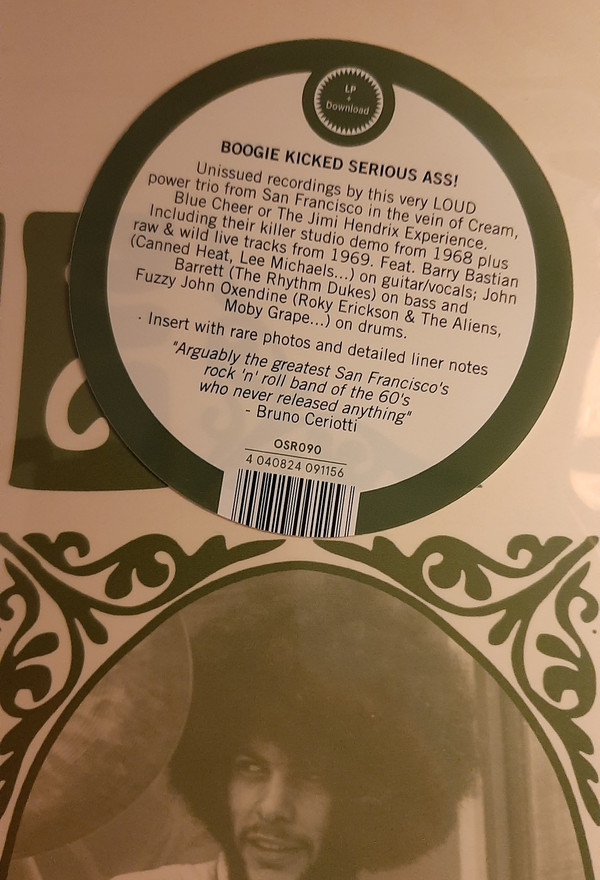 LP
+
Download
BOOGIE KICKED SERIOUS ASS!
Unissued recordings by this very LOUD
power trio from San Francisco in the vein of Cream,
Blue Cheer or The Jimi Hendrix Experience.
Including their killer studio demo from 1968 plus
raw & wild live tracks from 1969. Feat. Barry Bastian
(Canned Heat, Lee Michaels...) on guitar/vocals; John
Barrett (The Rhythm Dukes) on bass and
Fuzzy John Oxendine (Roky Erickson & The Aliens,
Moby Grape...) on drums.
· Insert with rare photos and detailed liner notes
"Arguably the greatest San Francisco's
rock 'n' roll band of the 60's
who never released anything"
- Bruno Ceriotti
OSR090
4 040824 091156